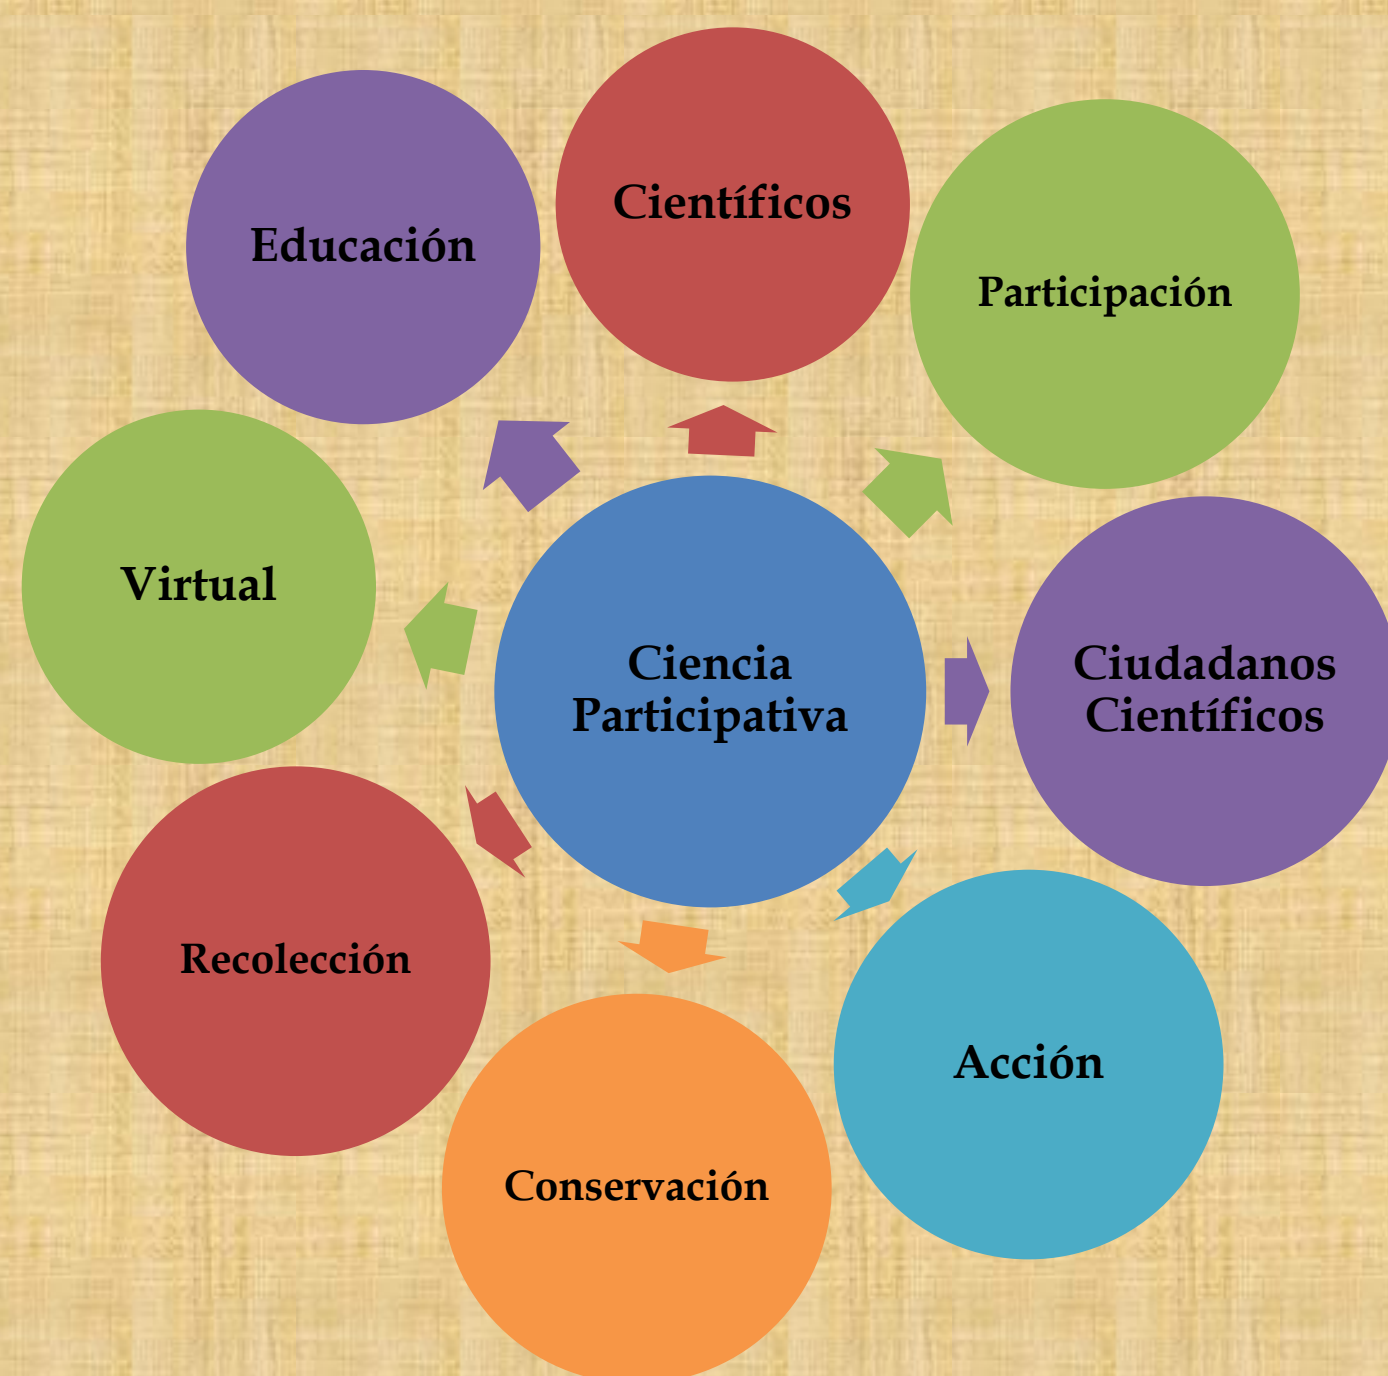 Científicos
Educación
Participación
Virtual
Ciencia
Participativa
Ciudadanos
Científicos
Recolección
Acción
Conservación